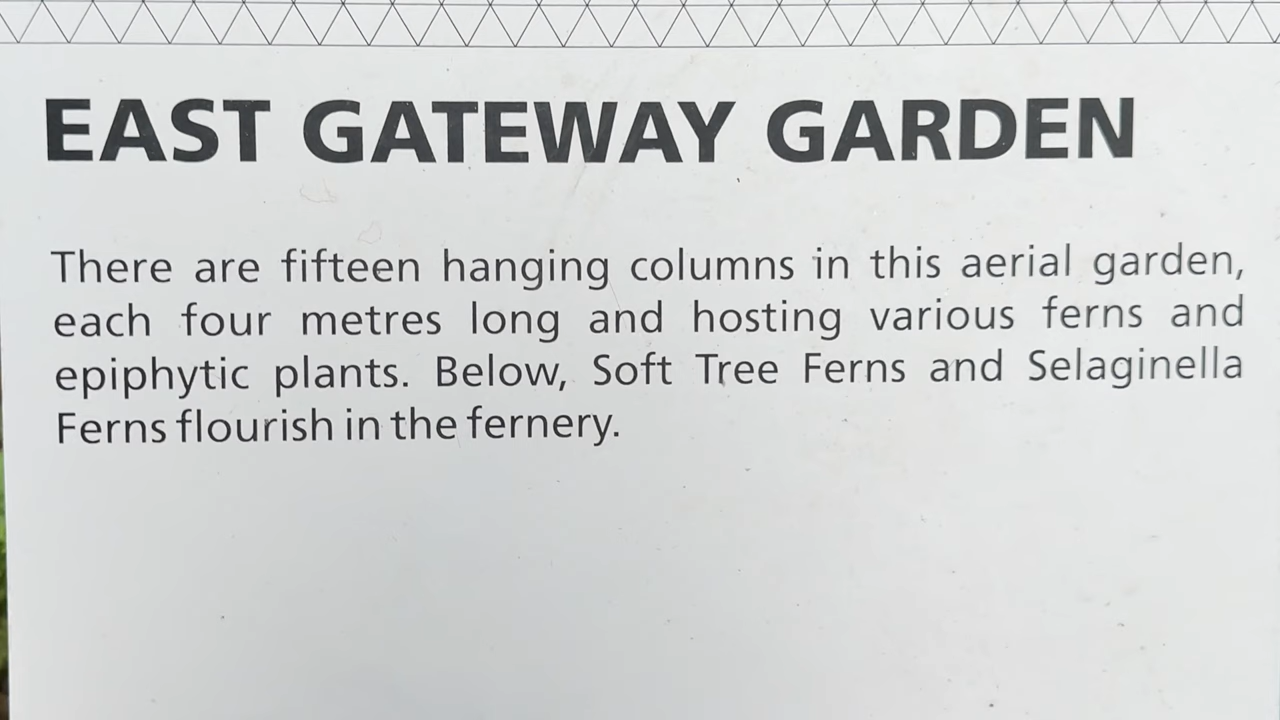 EAST GATEWAY GARDEN
There are fifteen hanging columns in this aerial garden,
each four metres long and hosting various ferns and
epiphytic plants. Below, Soft Tree Ferns and Selaginella
Ferns flourish in the fernery.